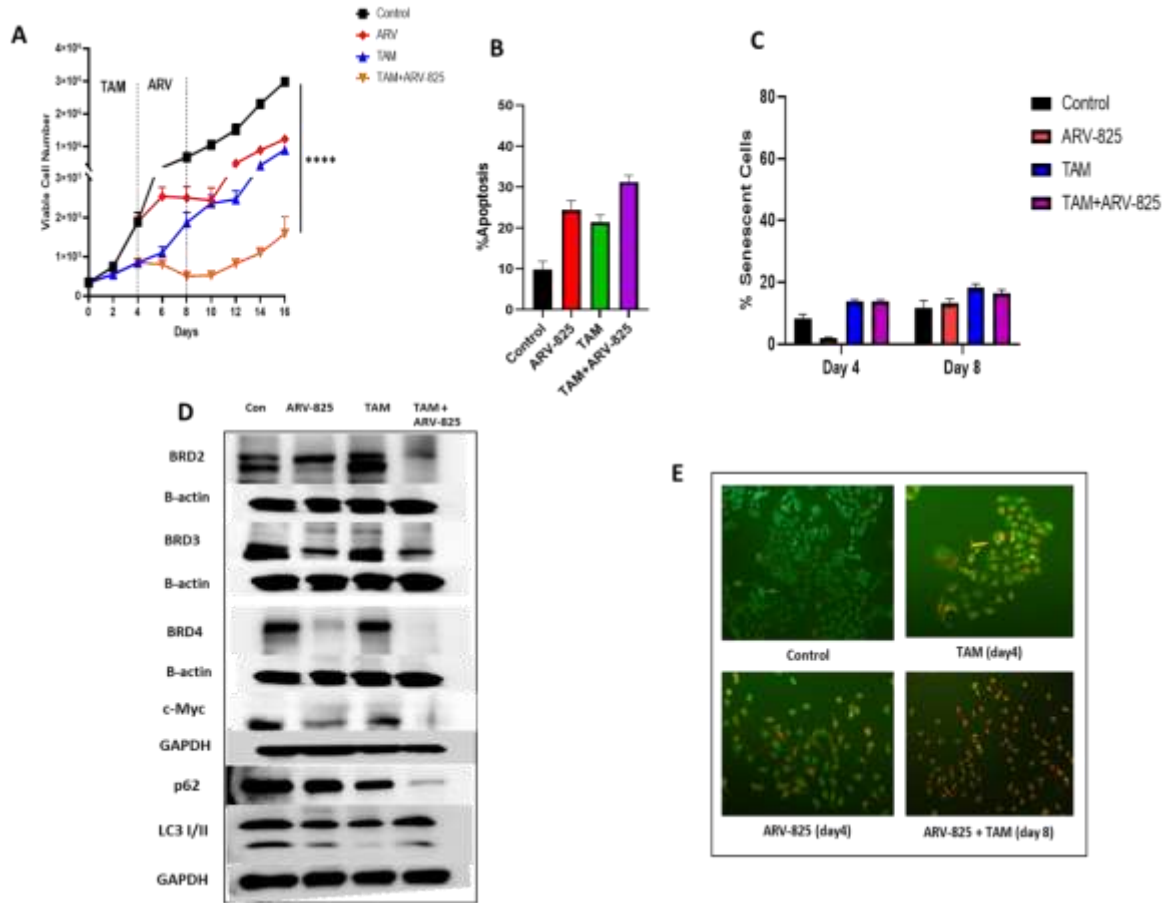 A
Control
ARV
TAM
TAM+ARV-825
TAM
ARV
Viable Cell Number
0 2 4 6 8 10 12 14 16
Days
****
B
%Apoptosis
50
40
30
20
10
0
Control
ARV-825
TAM
TAM+ARV-825
C
% Senescent Cells
80
60
40
20
0
Day 4
Day 8
Control
ARV-825
TAM
TAM+ARV-825
D
Con ARV-825 TAM TAM +
ARV-825
BRD2
B-actin
BRD3
B-actin
BRD4
B-actin
c-Myc
GAPDH
p62
LC3 I/II
GAPDH
E
Control
TAM (day4)
ARV-825 (day4)
ARV-825 + TAM (day 8)